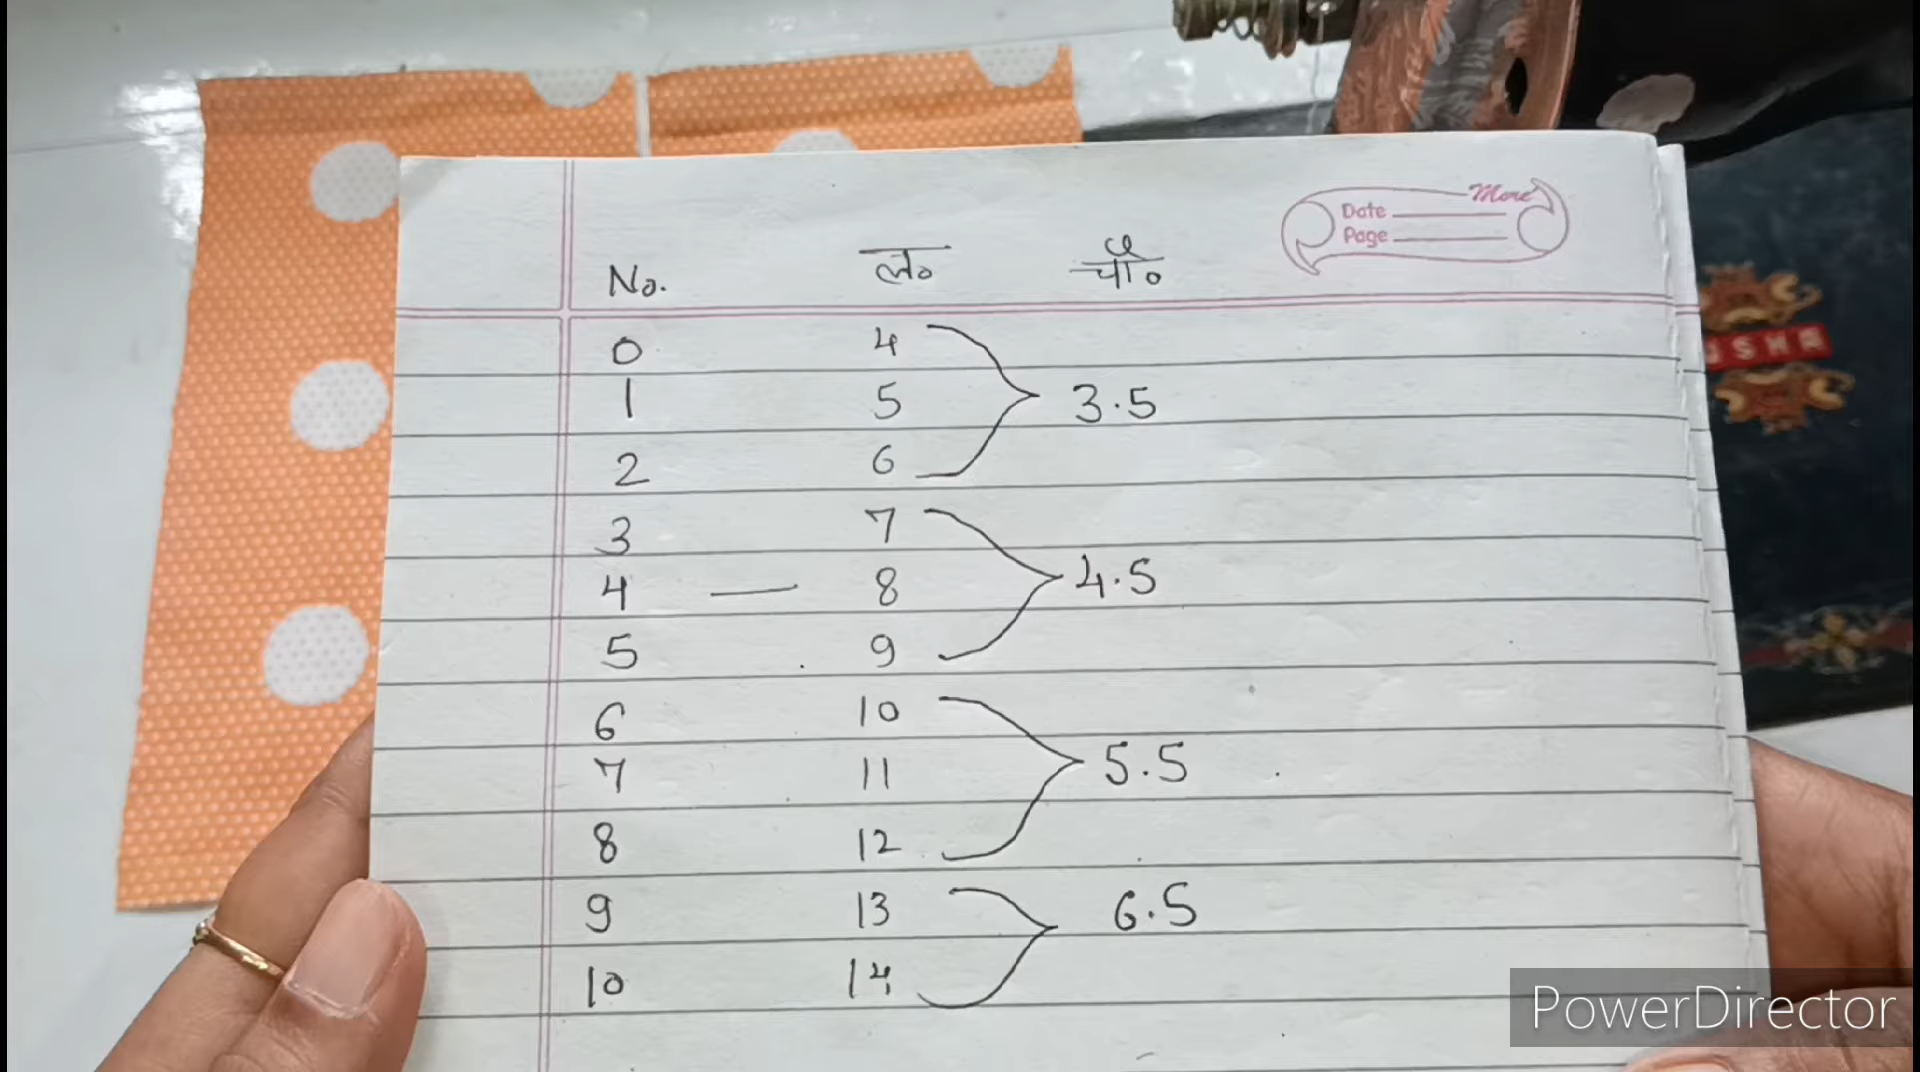 More
Date
Page
No. ल० चौ०
0 4
1 5 3.5
2 6
3 7
4 — 8 4.5
5 9
6 10
7 11 5.5
8 12
9 13 6.5
10 14
PowerDirector